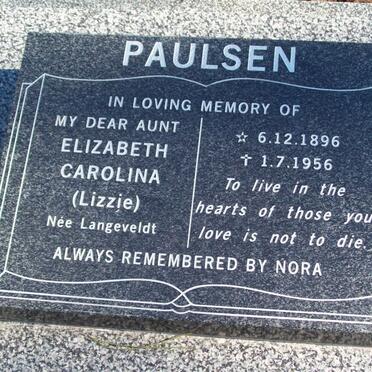 PAULSEN
IN LOVING MEMORY OF
MY DEAR AUNT
ELIZABETH
CAROLINA
(Lizzie)
Née Langeveldt
☆ 6.12.1896
✝ 1.7.1956
To live in the
hearts of those you
love is not to die.
ALWAYS REMEMBERED BY NORA